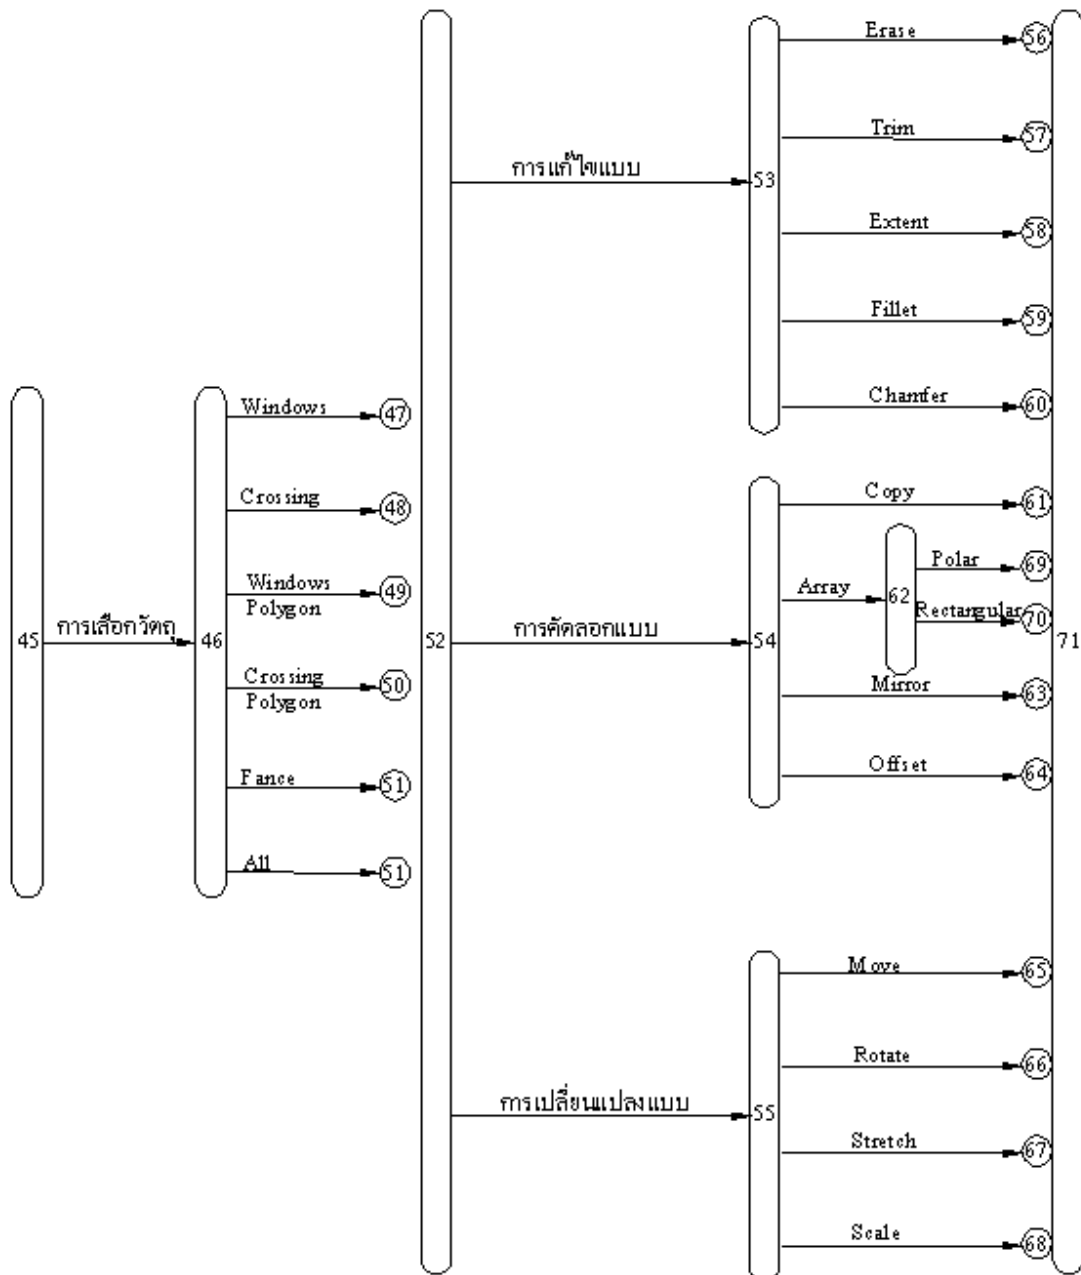 45
การเลือกวัตถุ
46
Windows
47
Crossing
48
Windows
Polygon
49
Crossing
Polygon
50
Fance
51
All
51
52
การแก้ไขแบบ
53
Erase
56
Trim
57
Extent
58
Fillet
59
Chamfer
60
การคัดลอกแบบ
54
Copy
61
Array
62
Polar
69
Rectangular
70
Mirror
63
Offset
64
การเปลี่ยนแปลงแบบ
55
Move
65
Rotate
66
Stretch
67
Scale
68
71